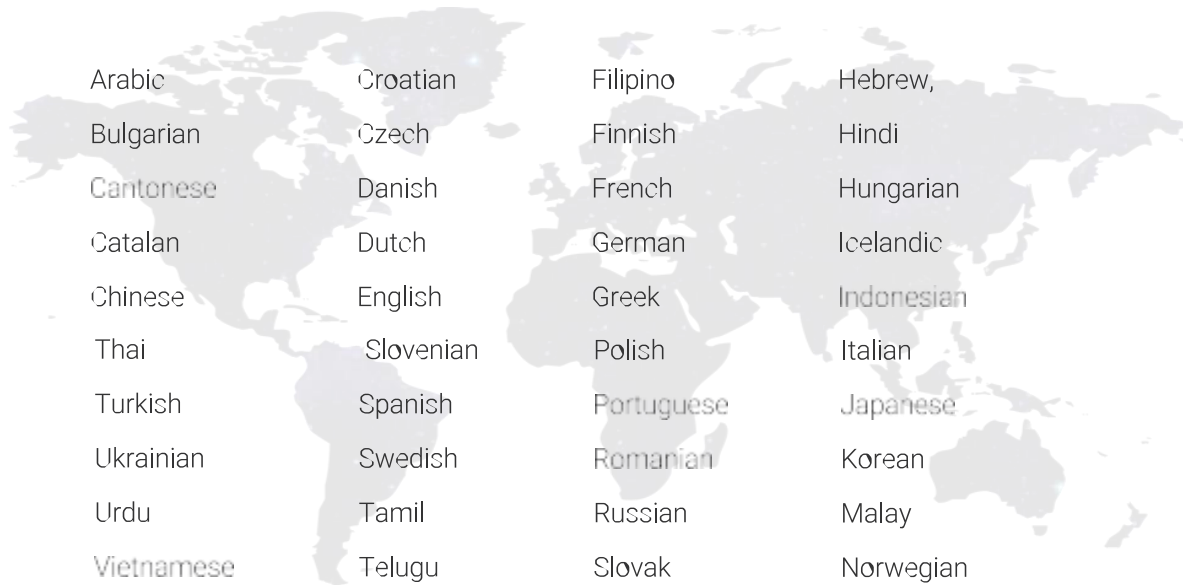 Arabic Croatian Filipino Hebrew,
Bulgarian Czech Finnish Hindi
Cantonese Danish French Hungarian
Catalan Dutch German Icelandic
Chinese English Greek Indonesian
Thai Slovenian Polish Italian
Turkish Spanish Portuguese Japanese
Ukrainian Swedish Romanian Korean
Urdu Tamil Russian Malay
Vietnamese Telugu Slovak Norwegian